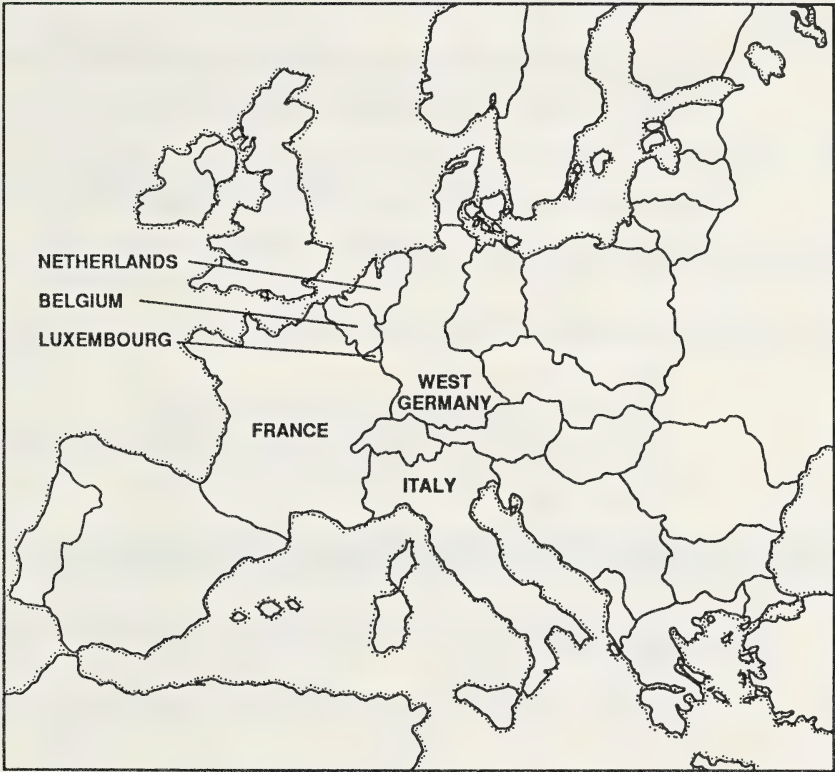 NETHERLANDS
BELGIUM
LUXEMBOURG
WEST
GERMANY
FRANCE
ITALY